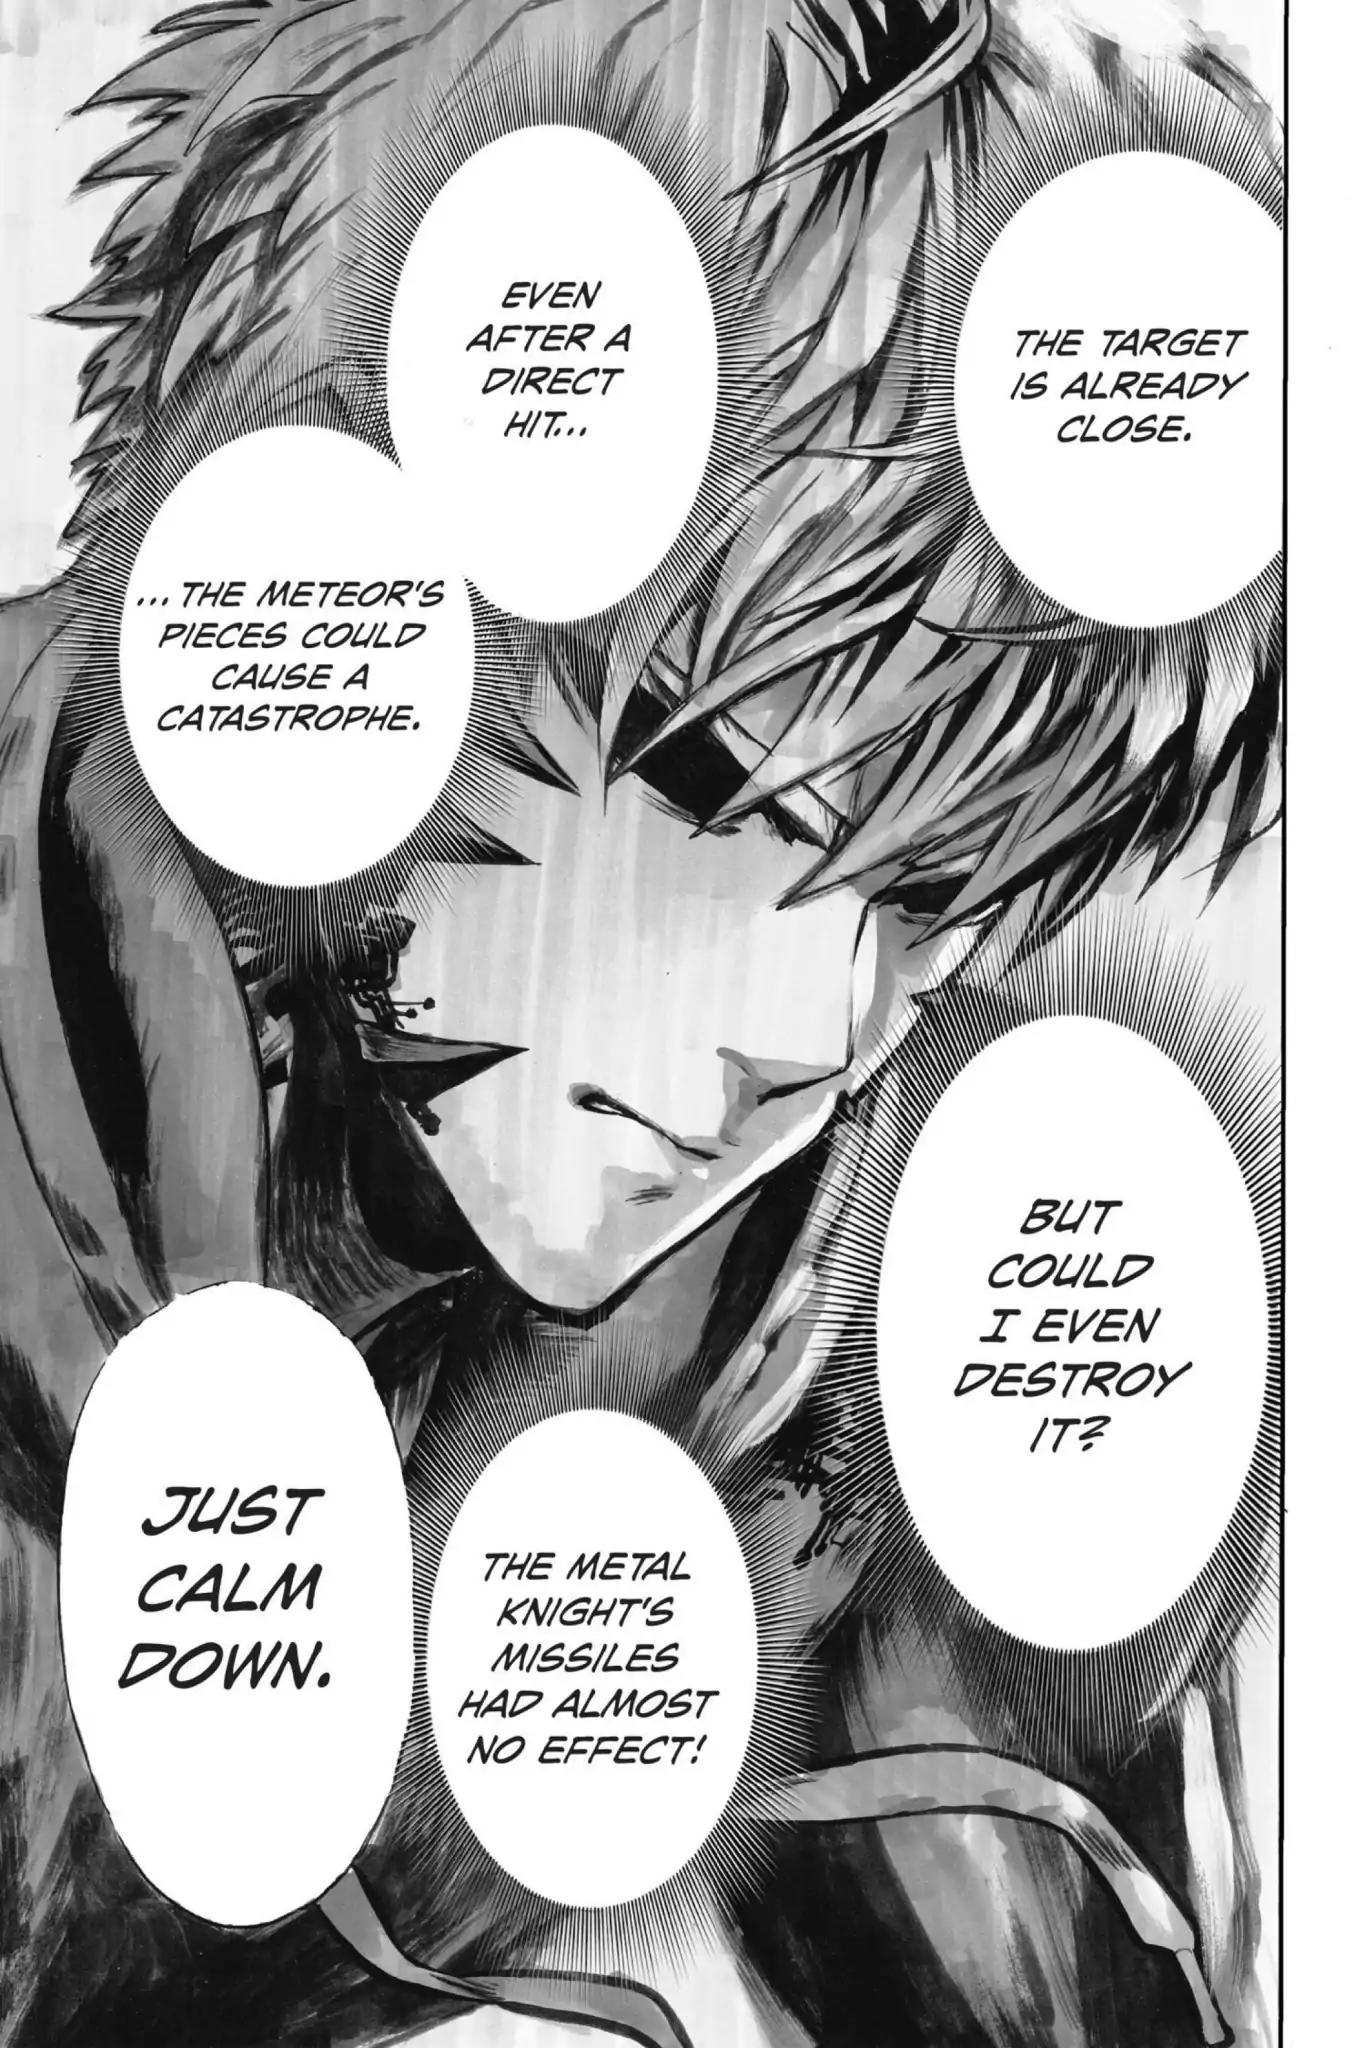 THE TARGET
IS ALREADY
CLOSE.
EVEN
AFTER A
DIRECT
HIT...
...THE METEOR'S
PIECES COULD
CAUSE A
CATASTROPHE.
BUT
COULD
I EVEN
DESTROY
IT?
THE METAL
KNIGHT'S
MISSILES
HAD ALMOST
NO EFFECT!
JUST
CALM
DOWN.